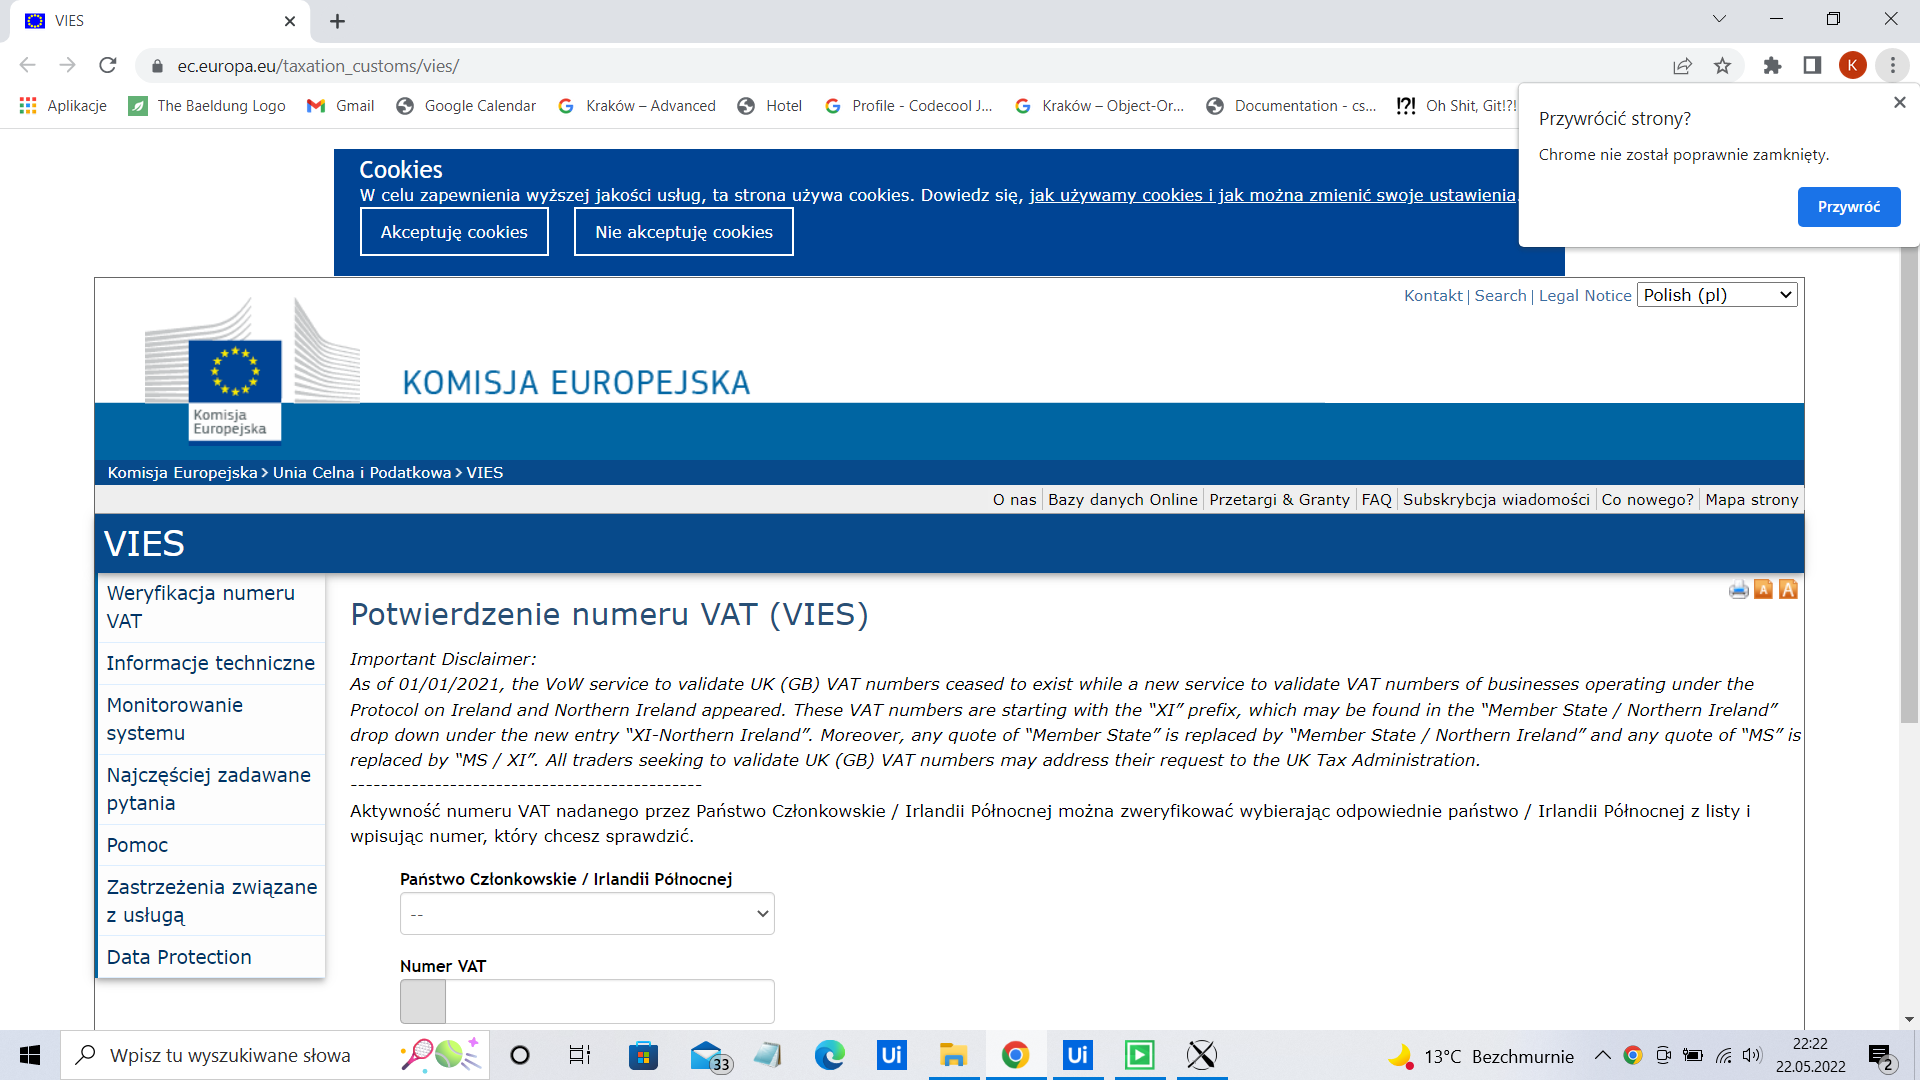 VIES
ec.europa.eu/taxation_customs/vies/
K
Aplikacje
The Baeldung Logo
Gmail
Google Calendar
Kraków – Advanced
Hotel
Profile - Codecool J...
Kraków – Object-Or...
Documentation - cs...
Oh Shit, Git!?!
Przywrócić strony?
Chrome nie został poprawnie zamknięty.
Przywróć
Cookies
W celu zapewnienia wyższej jakości usług, ta strona używa cookies. Dowiedz się, jak używamy cookies i jak można zmienić swoje ustawienia.
Akceptuję cookies
Nie akceptuję cookies
Kontakt | Search | Legal Notice Polish (pl)
KOMISJA EUROPEJSKA
Komisja
Europejska
Komisja Europejska > Unia Celna i Podatkowa > VIES
O nas | Bazy danych Online | Przetargi & Granty | FAQ | Subskrybcja wiadomości | Co nowego? | Mapa strony
VIES
Weryfikacja numeru
VAT
Informacje techniczne
Monitorowanie
systemu
Najczęściej zadawane
pytania
Pomoc
Zastrzeżenia związane
z usługą
Data Protection
A A
Potwierdzenie numeru VAT (VIES)
Important Disclaimer:
As of 01/01/2021, the VoW service to validate UK (GB) VAT numbers ceased to exist while a new service to validate VAT numbers of businesses operating under the
Protocol on Ireland and Northern Ireland appeared. These VAT numbers are starting with the “XI” prefix, which may be found in the “Member State / Northern Ireland”
drop down under the new entry “XI-Northern Ireland”. Moreover, any quote of “Member State” is replaced by “Member State / Northern Ireland” and any quote of “MS” is
replaced by “MS / XI”. All traders seeking to validate UK (GB) VAT numbers may address their request to the UK Tax Administration.
----------------------------------------------
Aktywność numeru VAT nadanego przez Państwo Członkowskie / Irlandii Północnej można zweryfikować wybierając odpowiednie państwo / Irlandii Północnej z listy i
wpisując numer, który chcesz sprawdzić.
Państwo Członkowskie / Irlandii Północnej
--
Numer VAT
Wpisz tu wyszukiwane słowa
33
Ui
Ui
13°C Bezchmurnie
22:22
22.05.2022
2